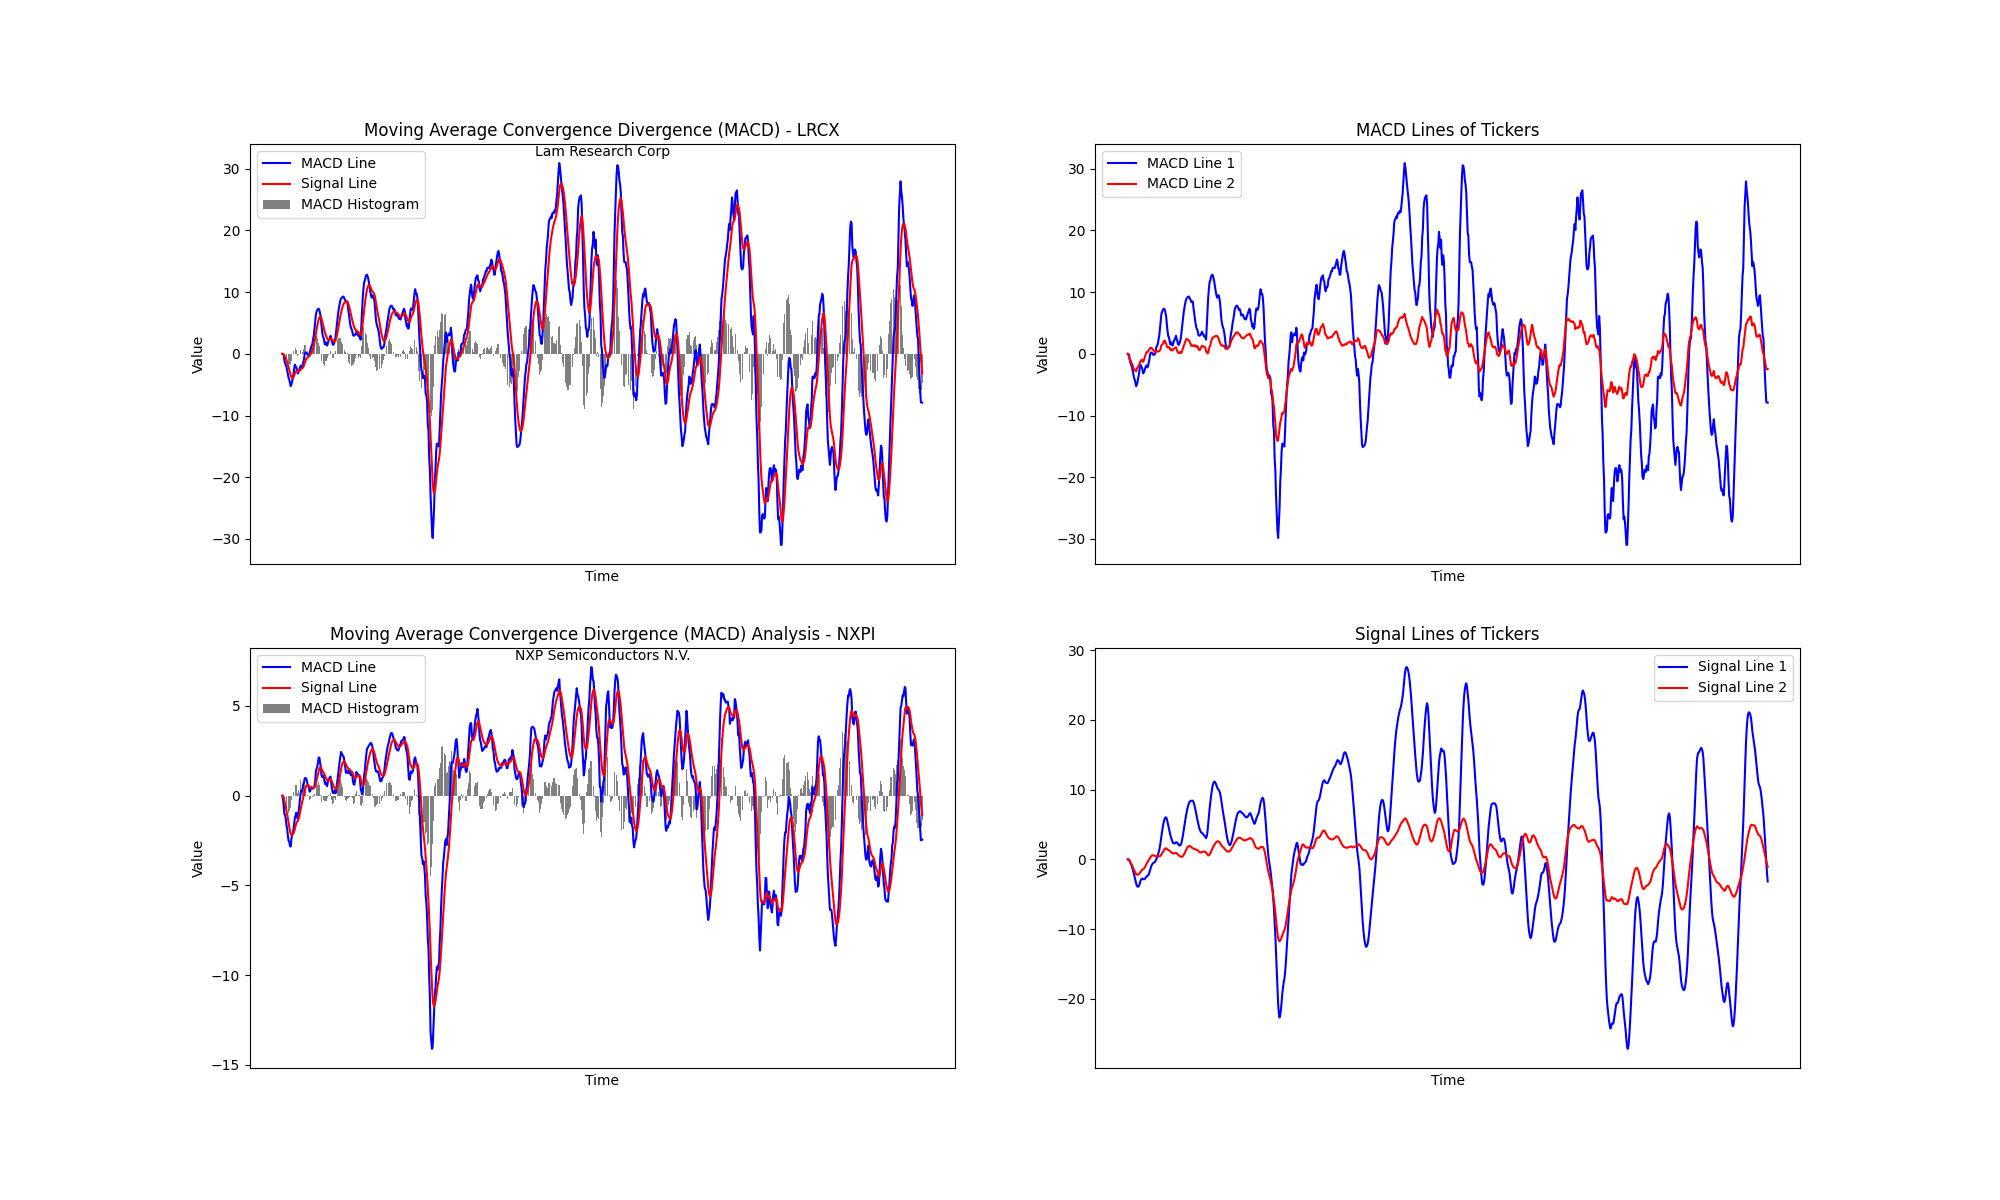 Moving Average Convergence Divergence (MACD) - LRCX
Lam Research Corp
MACD Line
Signal Line
MACD Histogram
30
20
10
0
−10
−20
−30
Value
Time
MACD Lines of Tickers
MACD Line 1
MACD Line 2
30
20
10
0
−10
−20
−30
Value
Time
Moving Average Convergence Divergence (MACD) Analysis - NXPI
NXP Semiconductors N.V.
MACD Line
Signal Line
MACD Histogram
5
0
−5
−10
−15
Value
Time
Signal Lines of Tickers
Signal Line 1
Signal Line 2
30
20
10
0
−10
−20
Value
Time